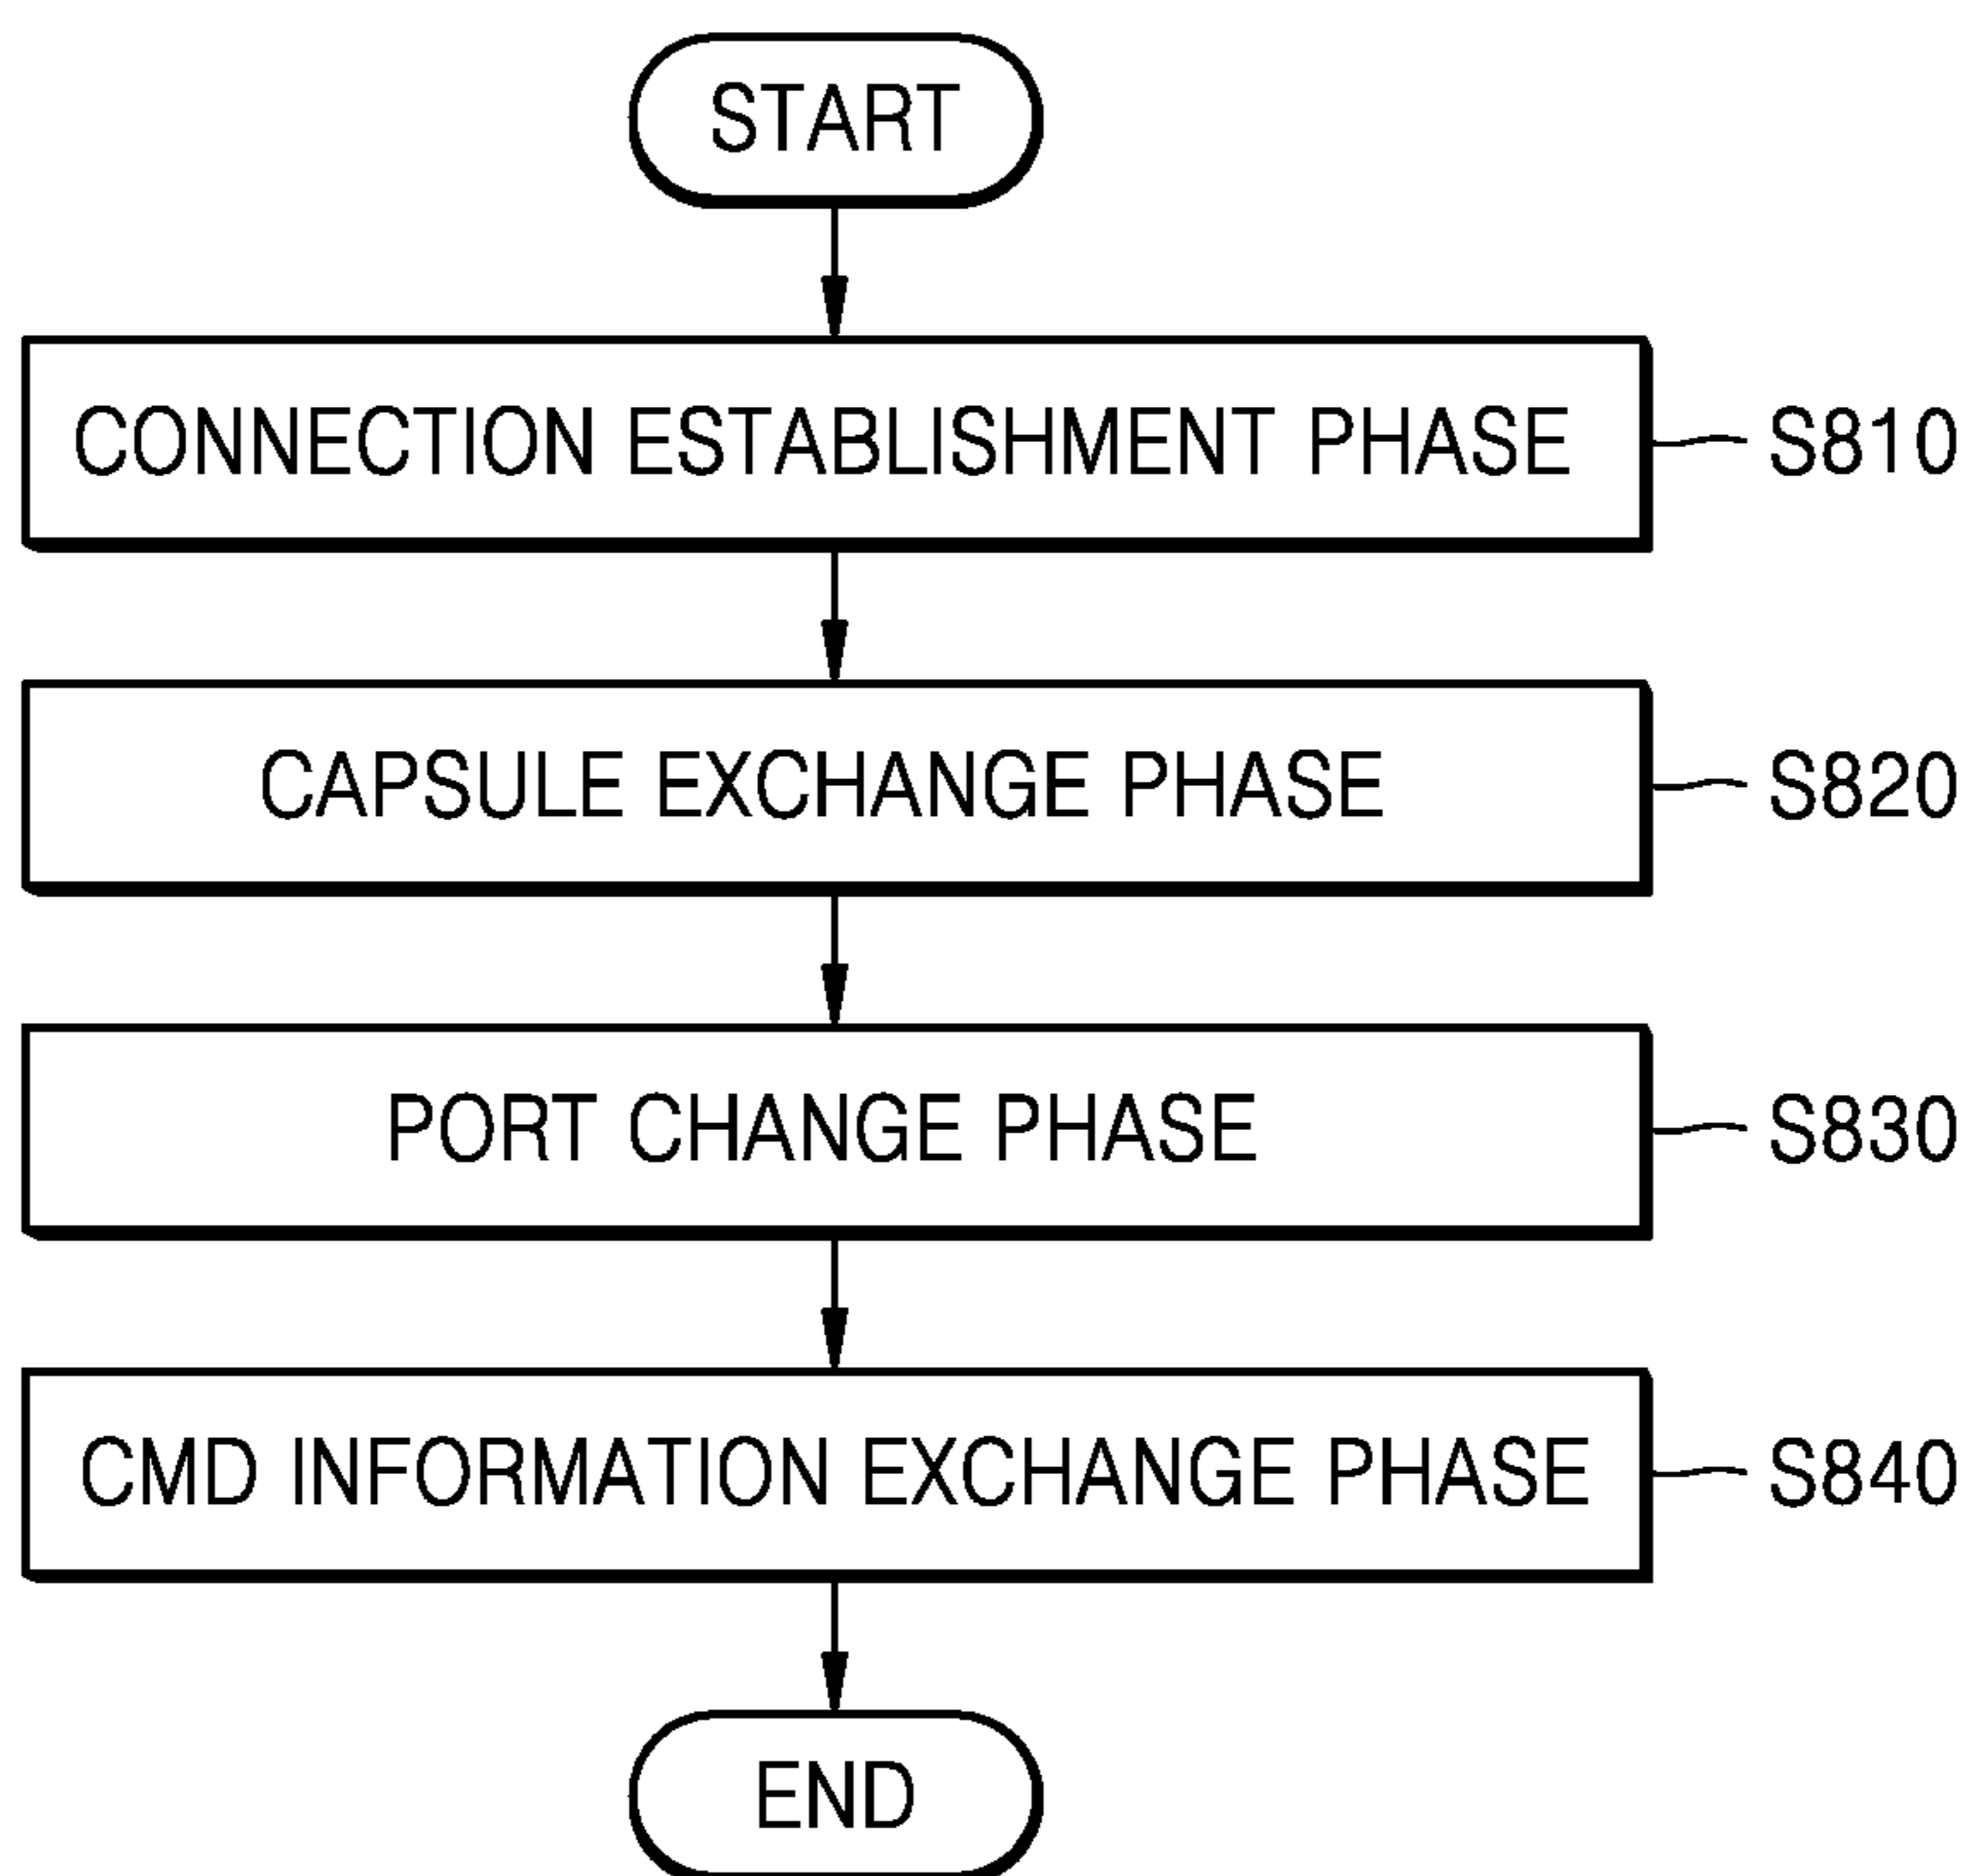 START
CONNECTION ESTABLISHMENT PHASE S810
CAPSULE EXCHANGE PHASE S820
PORT CHANGE PHASE S830
CMD INFORMATION EXCHANGE PHASE S840
END